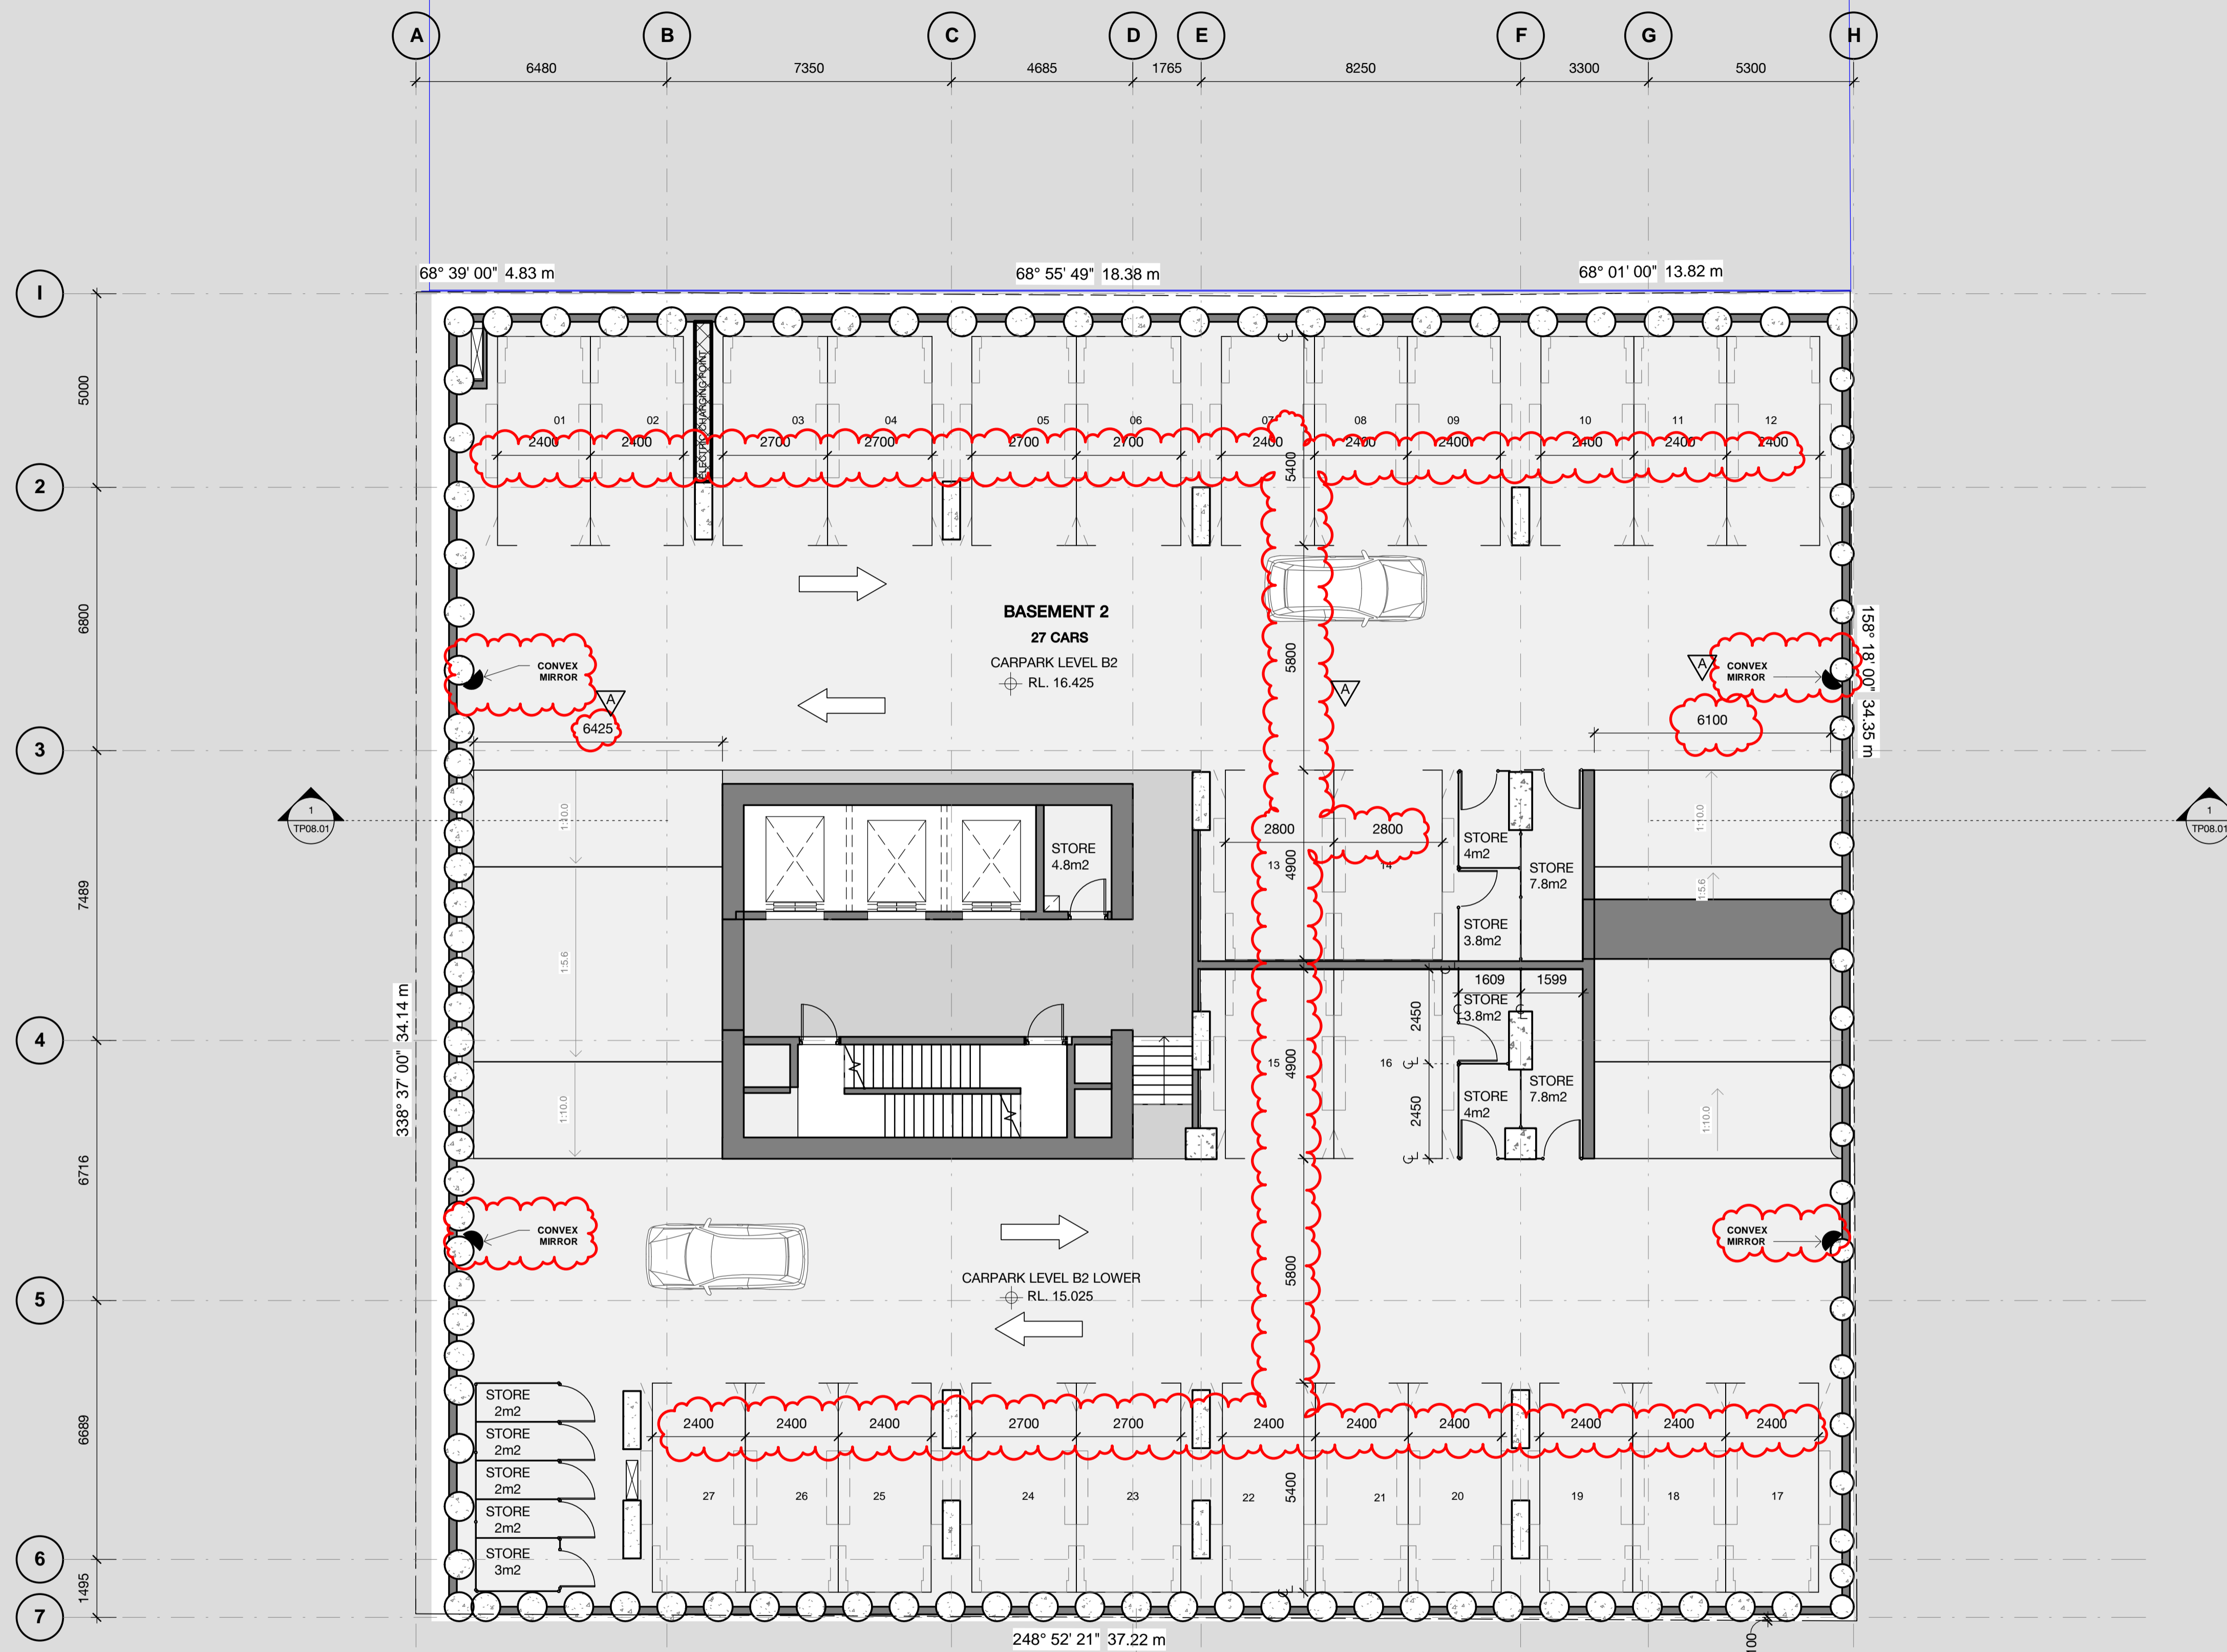 A B C D E F G H
6480 7350 4685 1765 8250 3300 5300
68° 39' 00" 4.83 m
68° 55' 49" 18.38 m
68° 01' 00" 13.82 m
I
5000
2
6800
3
7489
4
6716
5
6689
6
1495
7
ELECTRIC CHARGING POINT
01 02 03 04 05 06 07 08 09 10 11 12
2400 2400 2700 2700 2700 2700 2400 2400 2400 2400 2400 2400
5400
BASEMENT 2
27 CARS
CARPARK LEVEL B2
RL. 16.425
5800
CONVEX
MIRROR
A
6425
A
A
CONVEX
MIRROR
6100
158° 18' 00" 34.35 m
1
TP08.01
1
TP08.01
1:10.0
1:5.6
1:10.0
STORE
4.8m2
2800 2800
13 14
4900
STORE
4m2
STORE
7.8m2
STORE
3.8m2
1:10.0
1:5.6
1609 1599
STORE
3.8m2
2450
15 16
4900
2450
STORE
4m2
STORE
7.8m2
1:10.0
338° 37' 00" 34.14 m
CONVEX
MIRROR
CONVEX
MIRROR
5800
CARPARK LEVEL B2 LOWER
RL. 15.025
STORE
2m2
STORE
2m2
STORE
2m2
STORE
2m2
STORE
3m2
2400 2400 2400 2700 2700 2400 2400 2400 2400 2400 2400
27 26 25 24 23 22 21 20 19 18 17
5400
248° 52' 21" 37.22 m
100